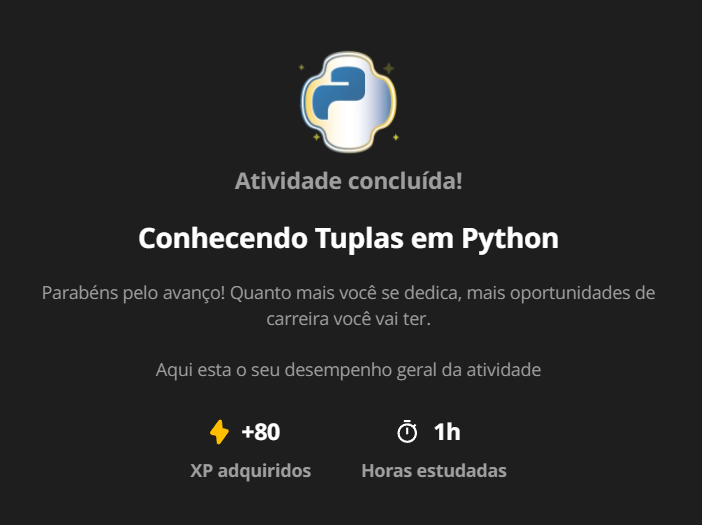 Atividade concluída!
Conhecendo Tuplas em Python
Parabéns pelo avanço! Quanto mais você se dedica, mais oportunidades de
carreira você vai ter.
Aqui esta o seu desempenho geral da atividade
+80 1h
XP adquiridos Horas estudadas